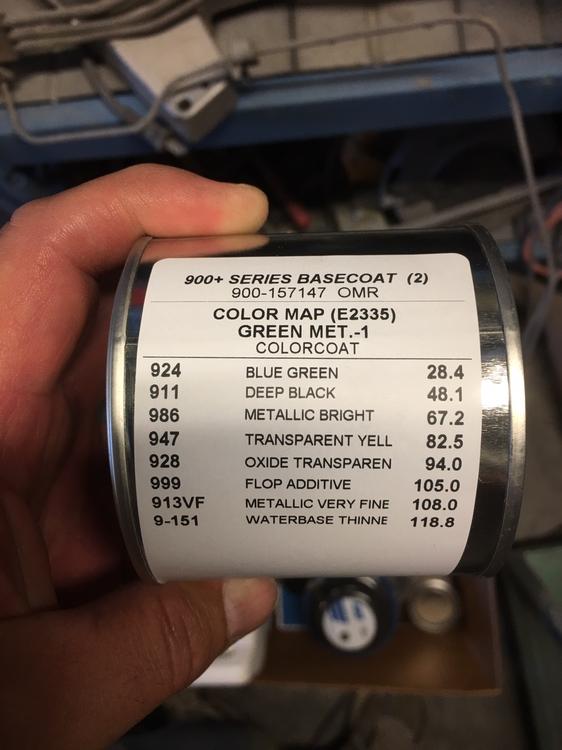 900+ SERIES BASECOAT (2)
900-157147 OMR
COLOR MAP (E2335)
GREEN MET.-1
COLORCOAT
924 BLUE GREEN 28.4
911 DEEP BLACK 48.1
986 METALLIC BRIGHT 67.2
947 TRANSPARENT YELL 82.5
928 OXIDE TRANSPAREN 94.0
999 FLOP ADDITIVE 105.0
913VF METALLIC VERY FINE 108.0
9-151 WATERBASE THINNE 118.8